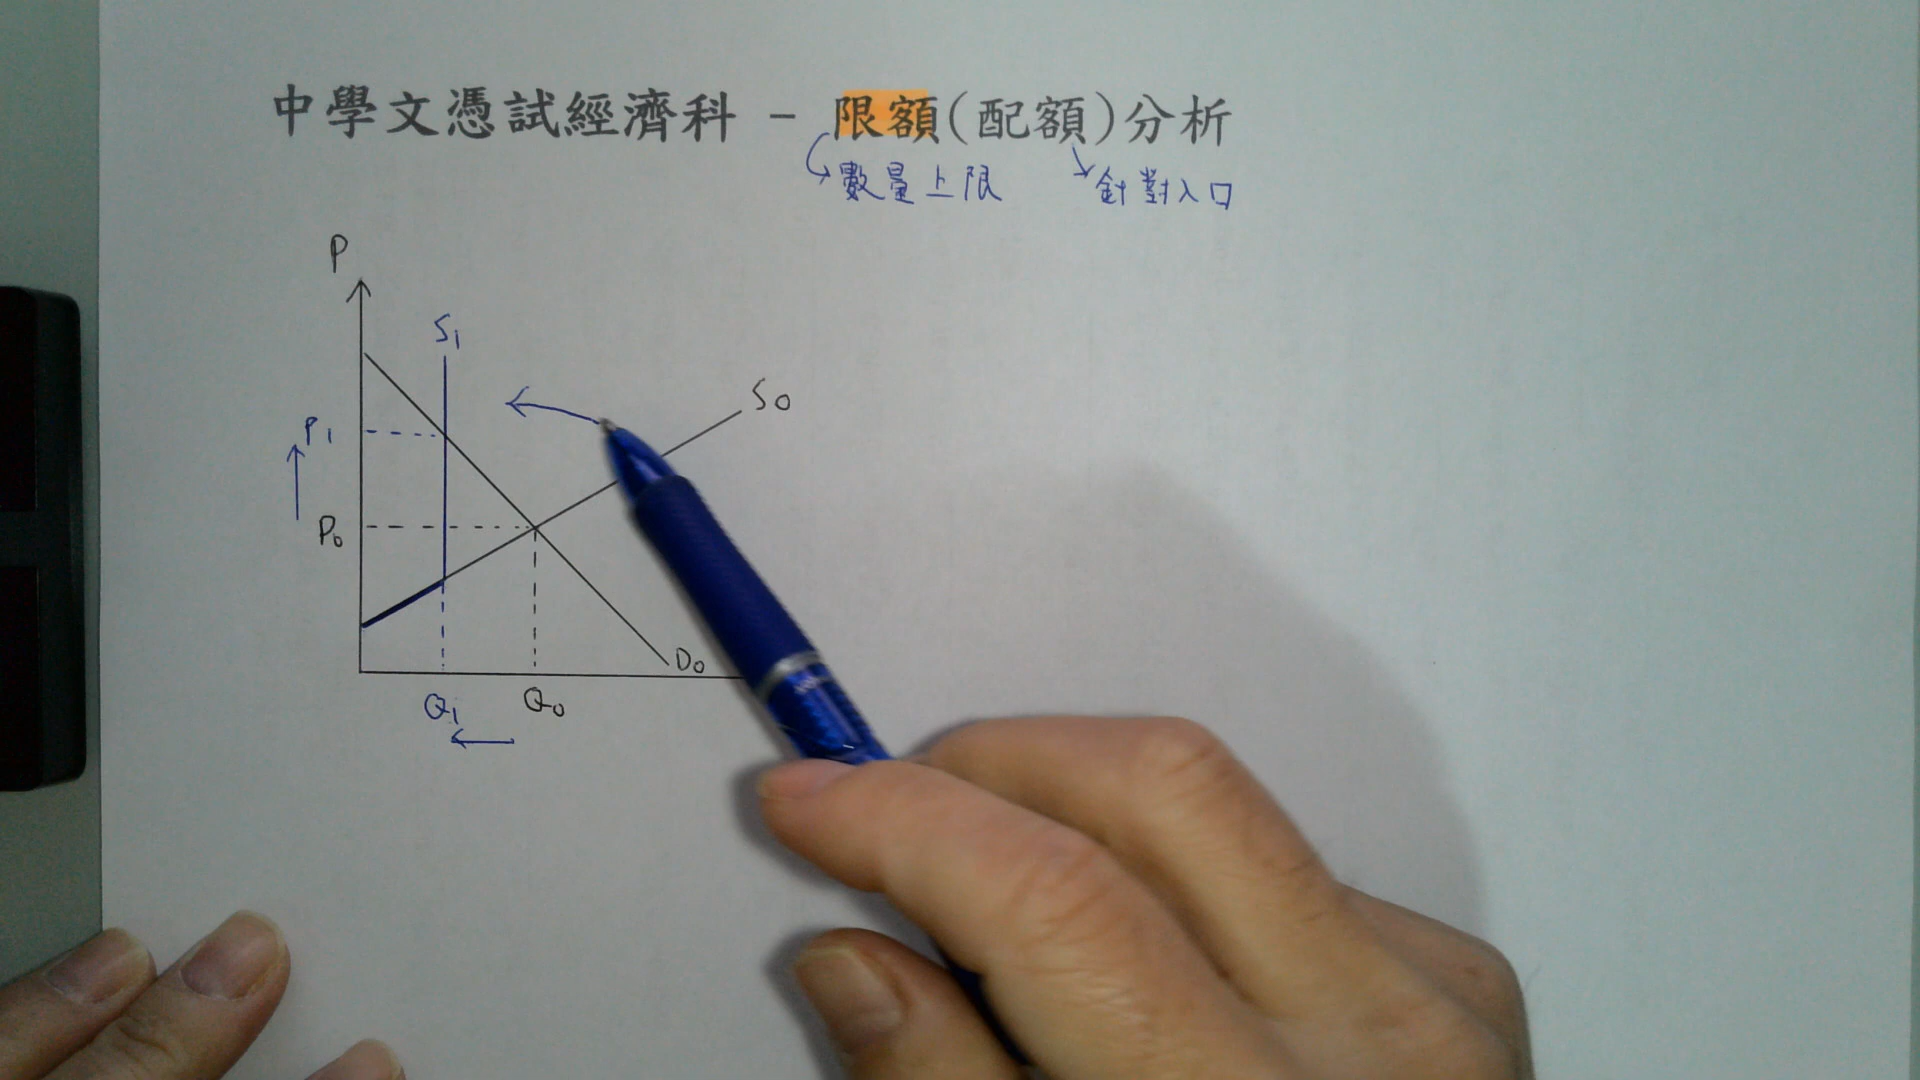 中學文憑試經濟科 - 限額(配額)分析
數量上限 針對入口
P
S₁
S₀
P₁
P₀
D₀
Q₁ Q₀